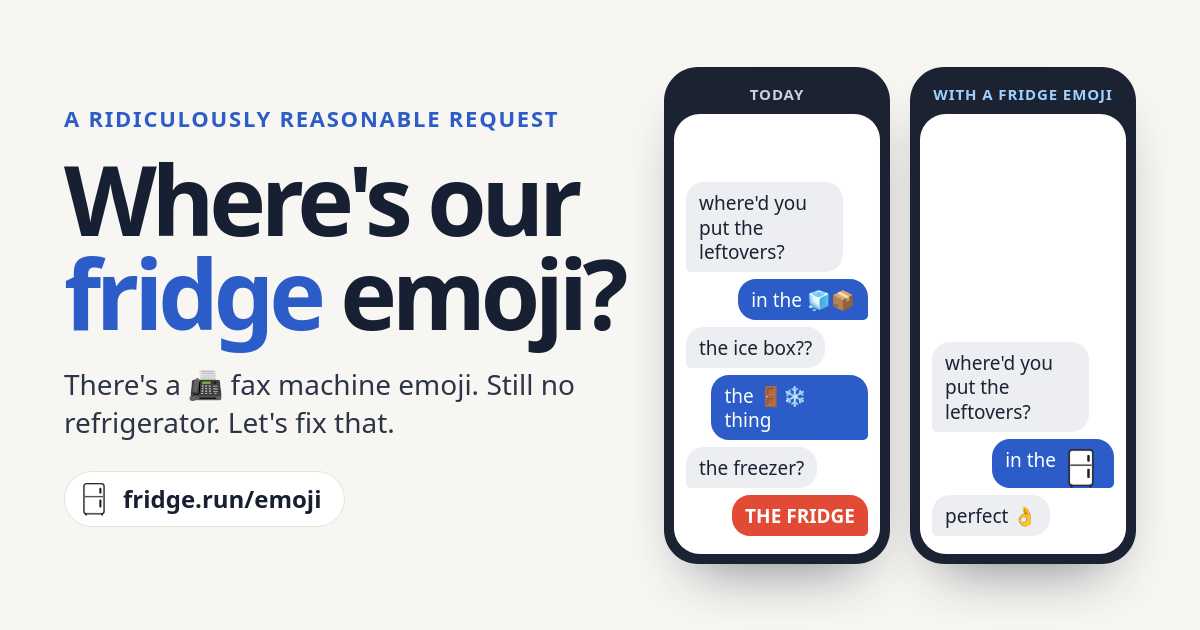 A RIDICULOUSLY REASONABLE REQUEST
Where's our
fridge emoji?
There's a 📠 fax machine emoji. Still no
refrigerator. Let's fix that.
fridge.run/emoji
TODAY
where'd you
put the
leftovers?
in the 🧊📦
the ice box??
the 🚪❄️
thing
the freezer?
THE FRIDGE
WITH A FRIDGE EMOJI
where'd you
put the
leftovers?
in the
perfect 👌